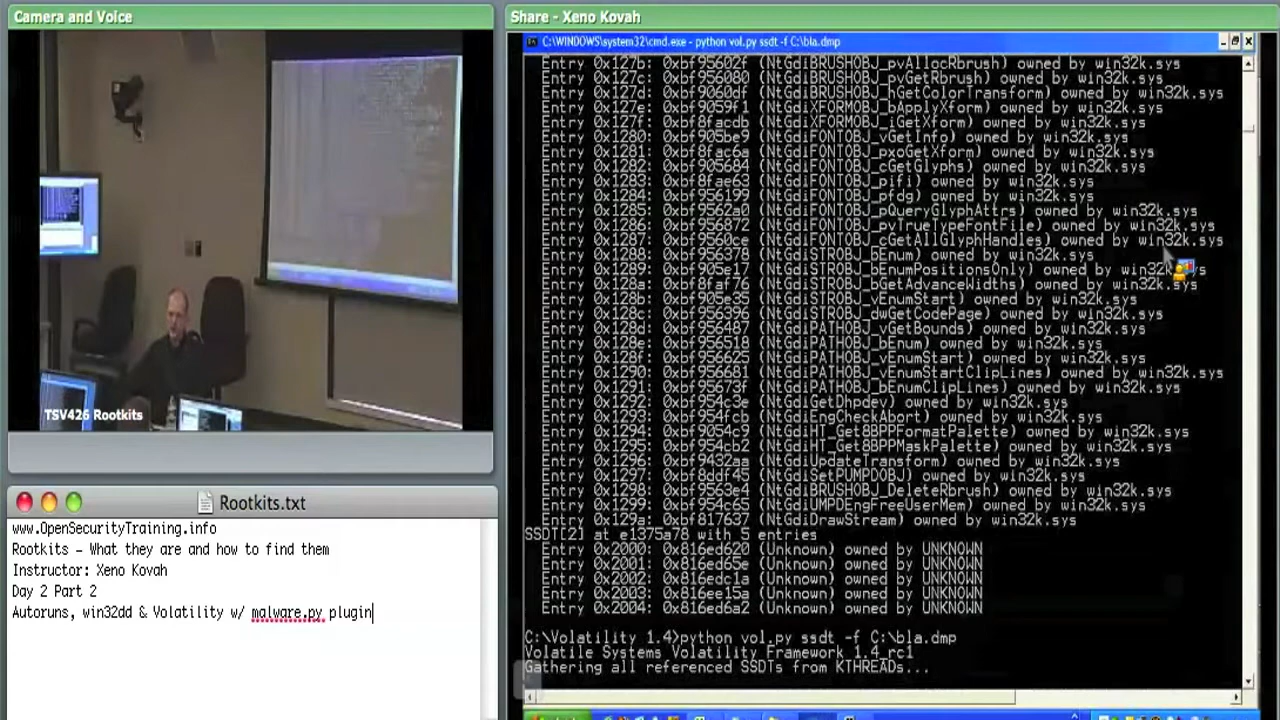 Camera and Voice
TSV426 Rootkits
Rootkits.txt
www.OpenSecurityTraining.info
Rootkits - What they are and how to find them
Instructor: Xeno Kovah
Day 2 Part 2
Autoruns, win32dd & Volatility w/ malware.py plugin
Share - Xeno Kovah
C:\WINDOWS\system32\cmd.exe - python vol.py ssdt -f C:\bla.dmp
Entry 0x127b: 0xbf95602f (NtGdiBRUSHOBJ_pvAllocRbrush) owned by win32k.sys
Entry 0x127c: 0xbf956080 (NtGdiBRUSHOBJ_pvGetRbrush) owned by win32k.sys
Entry 0x127d: 0xbf9060df (NtGdiBRUSHOBJ_hGetColorTransform) owned by win32k.sys
Entry 0x127e: 0xbf9059f1 (NtGdiXFORMOBJ_bApplyXform) owned by win32k.sys
Entry 0x127f: 0xbf8facdb (NtGdiXFORMOBJ_iGetXform) owned by win32k.sys
Entry 0x1280: 0xbf905be9 (NtGdiFONTOBJ_vGetInfo) owned by win32k.sys
Entry 0x1281: 0xbf8fac6a (NtGdiFONTOBJ_pxoGetXform) owned by win32k.sys
Entry 0x1282: 0xbf905684 (NtGdiFONTOBJ_cGetGlyphs) owned by win32k.sys
Entry 0x1283: 0xbf8fae63 (NtGdiFONTOBJ_pifi) owned by win32k.sys
Entry 0x1284: 0xbf956199 (NtGdiFONTOBJ_pfdg) owned by win32k.sys
Entry 0x1285: 0xbf9562a0 (NtGdiFONTOBJ_pQueryGlyphAttrs) owned by win32k.sys
Entry 0x1286: 0xbf956872 (NtGdiFONTOBJ_pvTrueTypeFontFile) owned by win32k.sys
Entry 0x1287: 0xbf9560ce (NtGdiFONTOBJ_cGetAllGlyphHandles) owned by win32k.sys
Entry 0x1288: 0xbf956378 (NtGdiSTROBJ_bEnum) owned by win32k.sys
Entry 0x1289: 0xbf905e17 (NtGdiSTROBJ_bEnumPositionsOnly) owned by win32k.sys
Entry 0x128a: 0xbf8faf76 (NtGdiSTROBJ_bGetAdvanceWidths) owned by win32k.sys
Entry 0x128b: 0xbf905e35 (NtGdiSTROBJ_vEnumStart) owned by win32k.sys
Entry 0x128c: 0xbf956396 (NtGdiSTROBJ_dwGetCodePage) owned by win32k.sys
Entry 0x128d: 0xbf956487 (NtGdiPATHOBJ_vGetBounds) owned by win32k.sys
Entry 0x128e: 0xbf956518 (NtGdiPATHOBJ_bEnum) owned by win32k.sys
Entry 0x128f: 0xbf956625 (NtGdiPATHOBJ_vEnumStart) owned by win32k.sys
Entry 0x1290: 0xbf956681 (NtGdiPATHOBJ_vEnumStartClipLines) owned by win32k.sys
Entry 0x1291: 0xbf95673f (NtGdiPATHOBJ_bEnumClipLines) owned by win32k.sys
Entry 0x1292: 0xbf954c3e (NtGdiGetDhpdev) owned by win32k.sys
Entry 0x1293: 0xbf954fcb (NtGdiEngCheckAbort) owned by win32k.sys
Entry 0x1294: 0xbf9054c9 (NtGdiHT_Get8BPPFormatPalette) owned by win32k.sys
Entry 0x1295: 0xbf954cb2 (NtGdiHT_Get8BPPMaskPalette) owned by win32k.sys
Entry 0x1296: 0xbf9432aa (NtGdiUpdateTransform) owned by win32k.sys
Entry 0x1297: 0xbf8ddf45 (NtGdiSetPUMPDOBJ) owned by win32k.sys
Entry 0x1298: 0xbf9563e4 (NtGdiBRUSHOBJ_DeleteRbrush) owned by win32k.sys
Entry 0x1299: 0xbf954c65 (NtGdiUMPDEngFreeUserMem) owned by win32k.sys
Entry 0x129a: 0xbf817637 (NtGdiDrawStream) owned by win32k.sys
SSDT[2] at e1375a78 with 5 entries
Entry 0x2000: 0x816ed620 (Unknown) owned by UNKNOWN
Entry 0x2001: 0x816ed65e (Unknown) owned by UNKNOWN
Entry 0x2002: 0x816edc1a (Unknown) owned by UNKNOWN
Entry 0x2003: 0x816ee15a (Unknown) owned by UNKNOWN
Entry 0x2004: 0x816ed6a2 (Unknown) owned by UNKNOWN
C:\Volatility 1.4>python vol.py ssdt -f C:\bla.dmp
Volatile Systems Volatility Framework 1.4_rc1
Gathering all referenced SSDTs from KTHREADs...